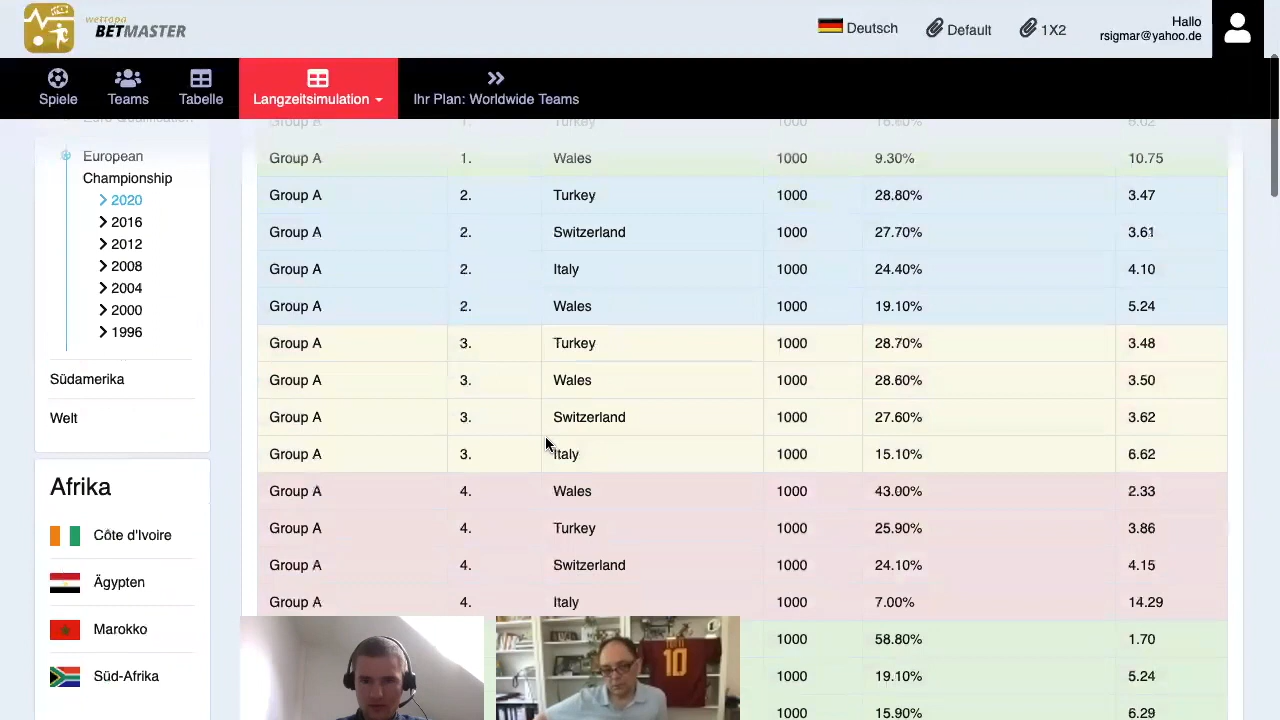 wettopa
BETMASTER
Deutsch
Default
1X2
Hallo
rsigmar@yahoo.de
Spiele
Teams
Tabelle
Langzeitsimulation
Ihr Plan: Worldwide Teams
Euro Qualification
European
Championship
2020
2016
2012
2008
2004
2000
1996
Südamerika
Welt
Afrika
Côte d'Ivoire
Ägypten
Marokko
Süd-Afrika
Group A 1. Turkey 1000
Group A 1. Wales 1000 9.30% 10.75
Group A 2. Turkey 1000 28.80% 3.47
Group A 2. Switzerland 1000 27.70% 3.61
Group A 2. Italy 1000 24.40% 4.10
Group A 2. Wales 1000 19.10% 5.24
Group A 3. Turkey 1000 28.70% 3.48
Group A 3. Wales 1000 28.60% 3.50
Group A 3. Switzerland 1000 27.60% 3.62
Group A 3. Italy 1000 15.10% 6.62
Group A 4. Wales 1000 43.00% 2.33
Group A 4. Turkey 1000 25.90% 3.86
Group A 4. Switzerland 1000 24.10% 4.15
Group A 4. Italy 1000 7.00% 14.29
1000 58.80% 1.70
1000 19.10% 5.24
1000 15.90% 6.29
10